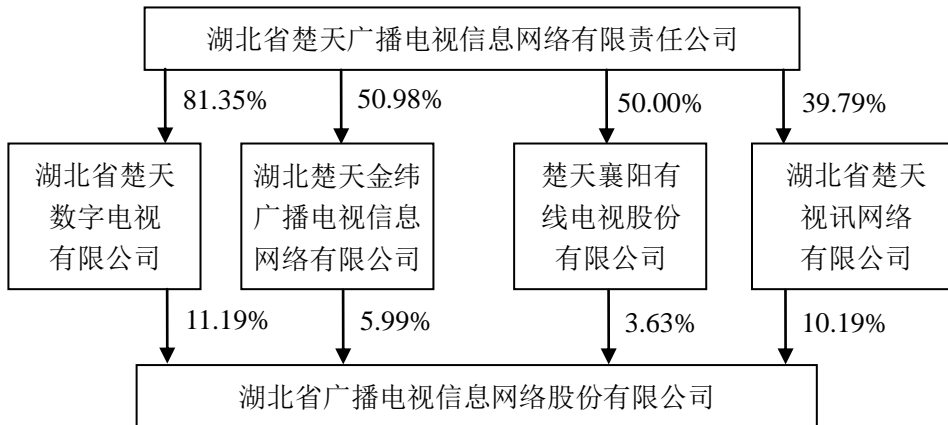 湖北省楚天广播电视信息网络有限责任公司
81.35%
50.98%
50.00%
39.79%
湖北省楚天
数字电视
有限公司
湖北楚天金纬
广播电视信息
网络有限公司
楚天襄阳有
线电视股份
有限公司
湖北省楚天
视讯网络
有限公司
11.19%
5.99%
3.63%
10.19%
湖北省广播电视信息网络股份有限公司